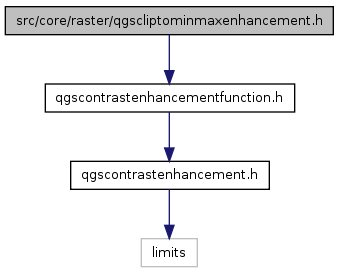 src/core/raster/qgscliptominmaxenhancement.h
qgscontrastenhancementfunction.h
qgscontrastenhancement.h
limits